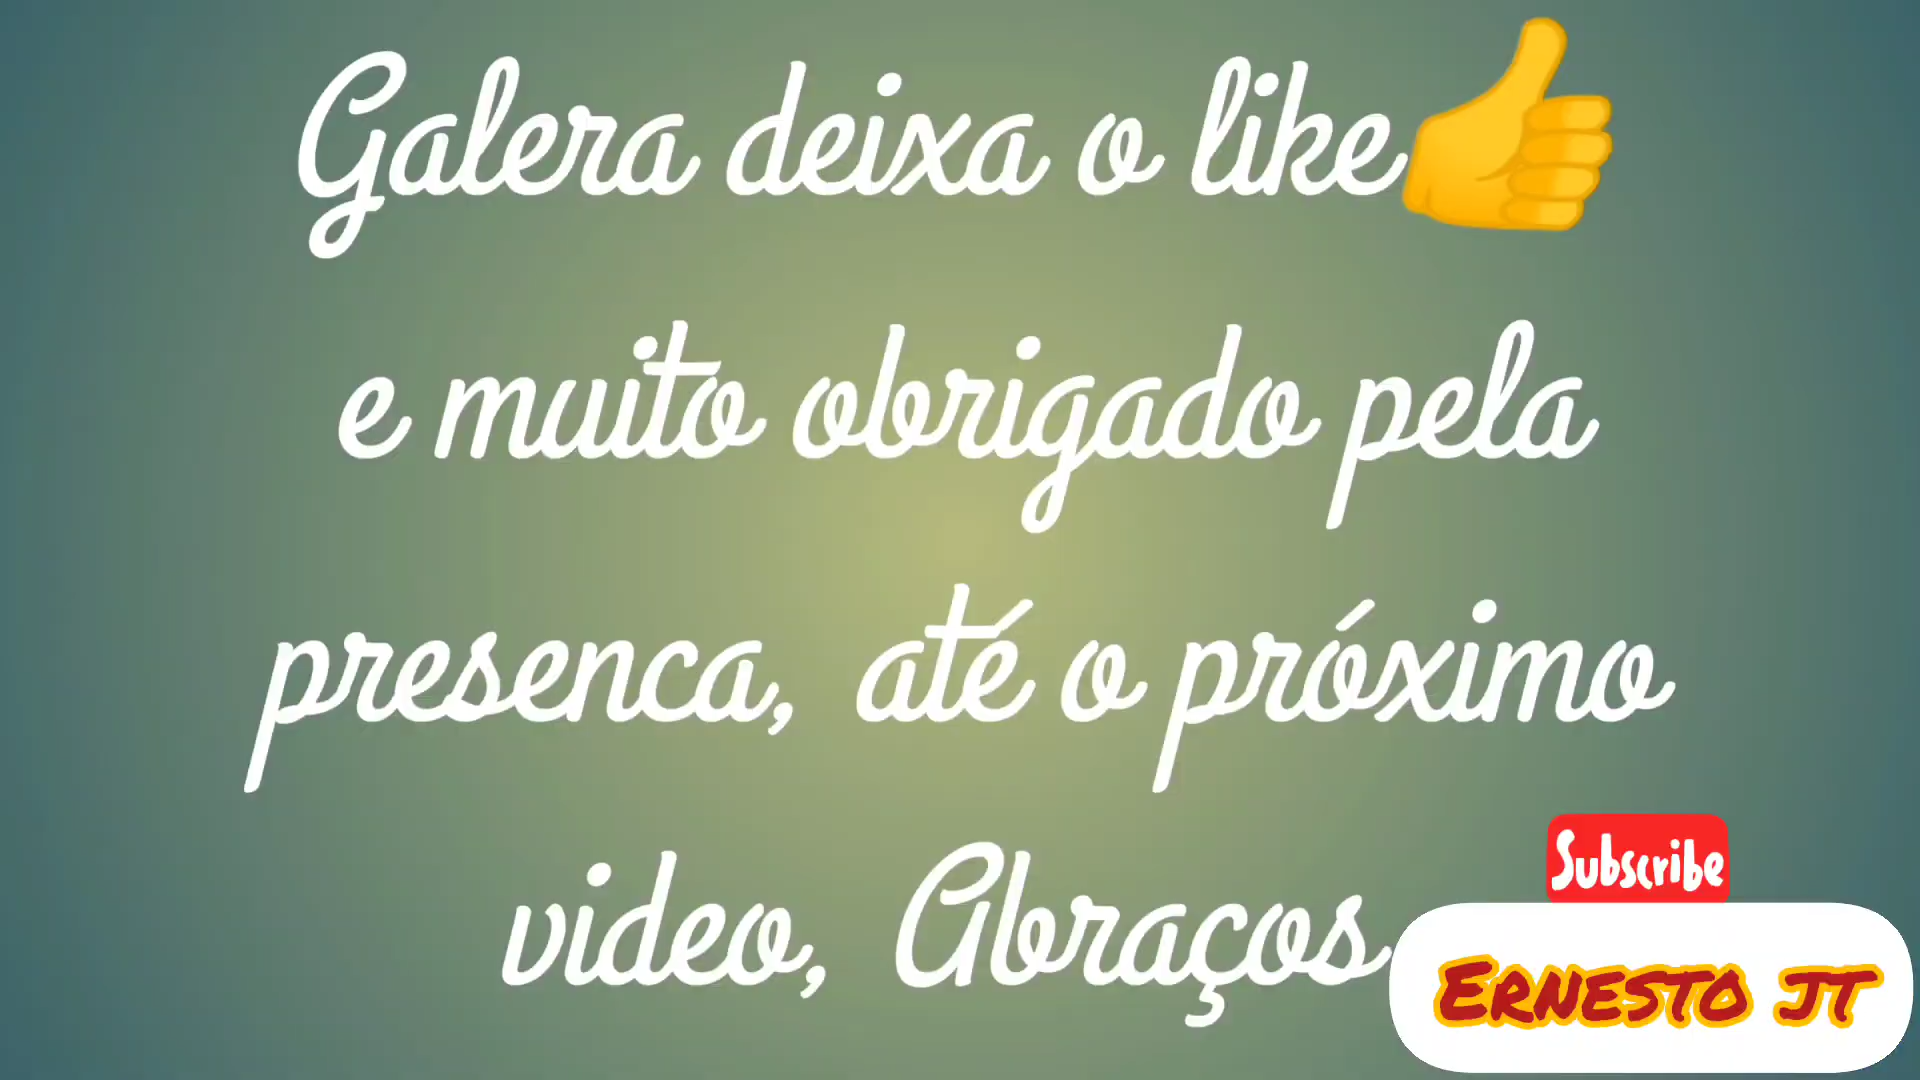 Galera deixa o like👍
e muito obrigado pela
presenca, até o próximo
video, Abraços
Subscribe
Ernesto JT